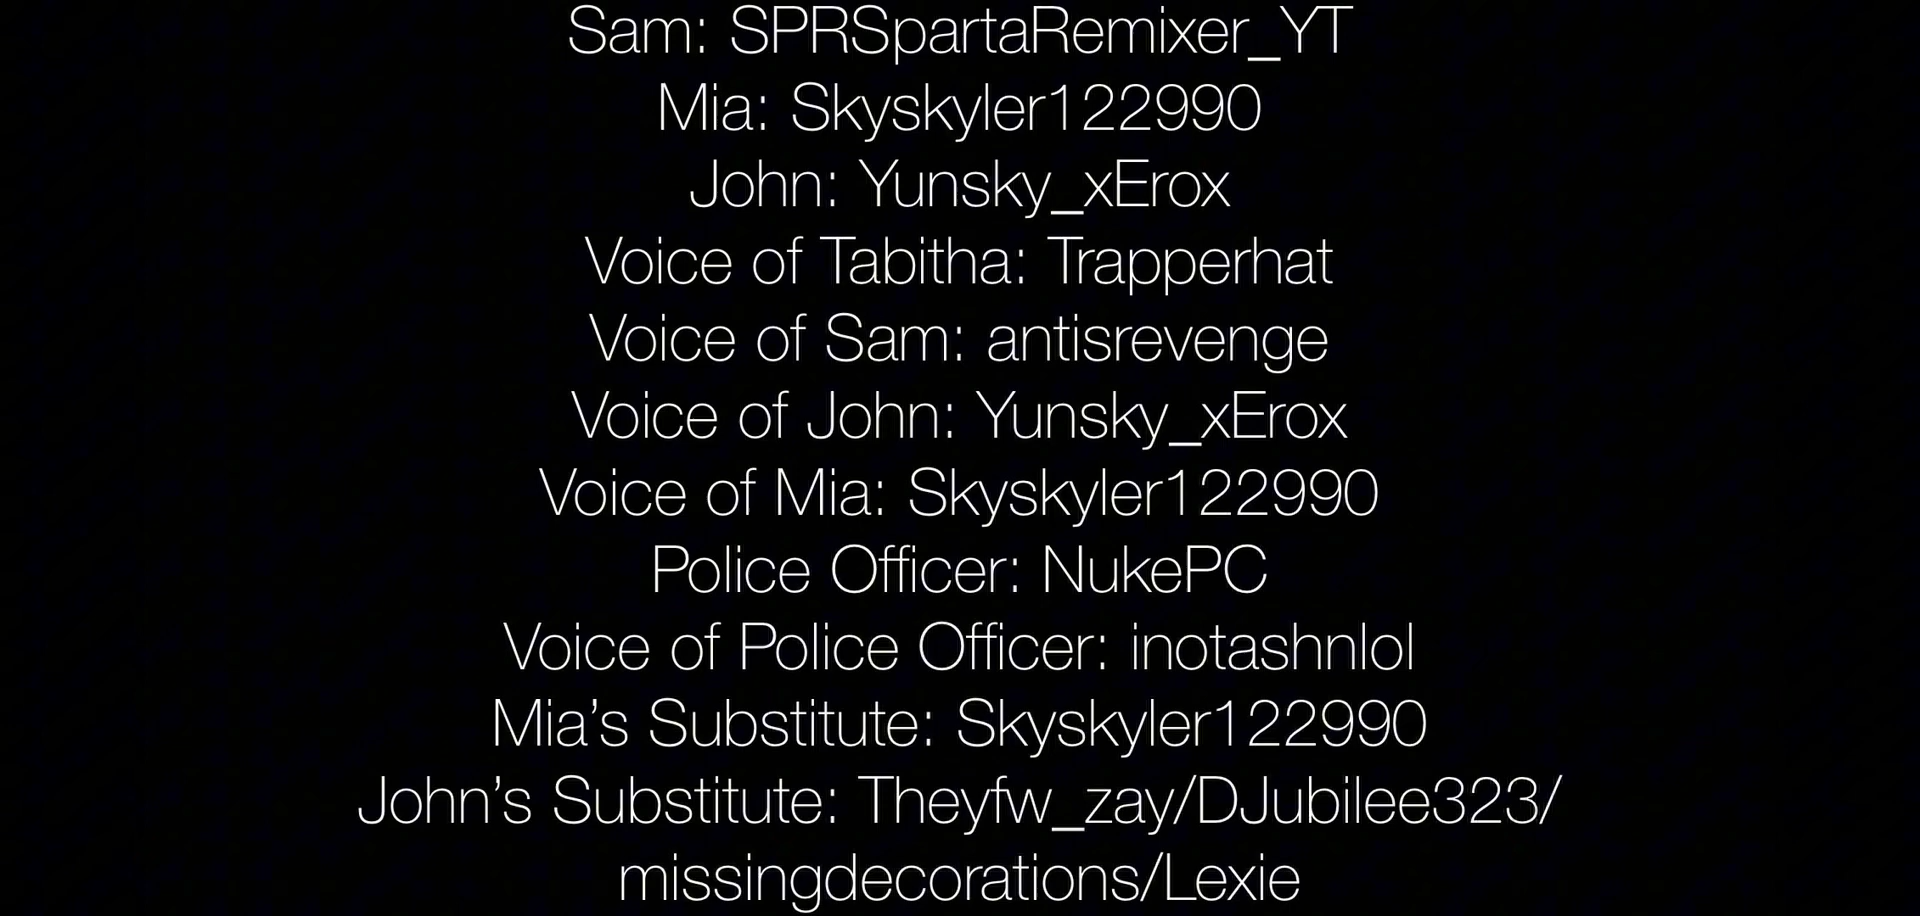 Sam: SPRSpartaRemixer_YT
Mia: Skyskyler122990
John: Yunsky_xErox
Voice of Tabitha: Trapperhat
Voice of Sam: antisrevenge
Voice of John: Yunsky_xErox
Voice of Mia: Skyskyler122990
Police Officer: NukePC
Voice of Police Officer: inotashnlol
Mia’s Substitute: Skyskyler122990
John’s Substitute: Theyfw_zay/DJubilee323/
missingdecorations/Lexie